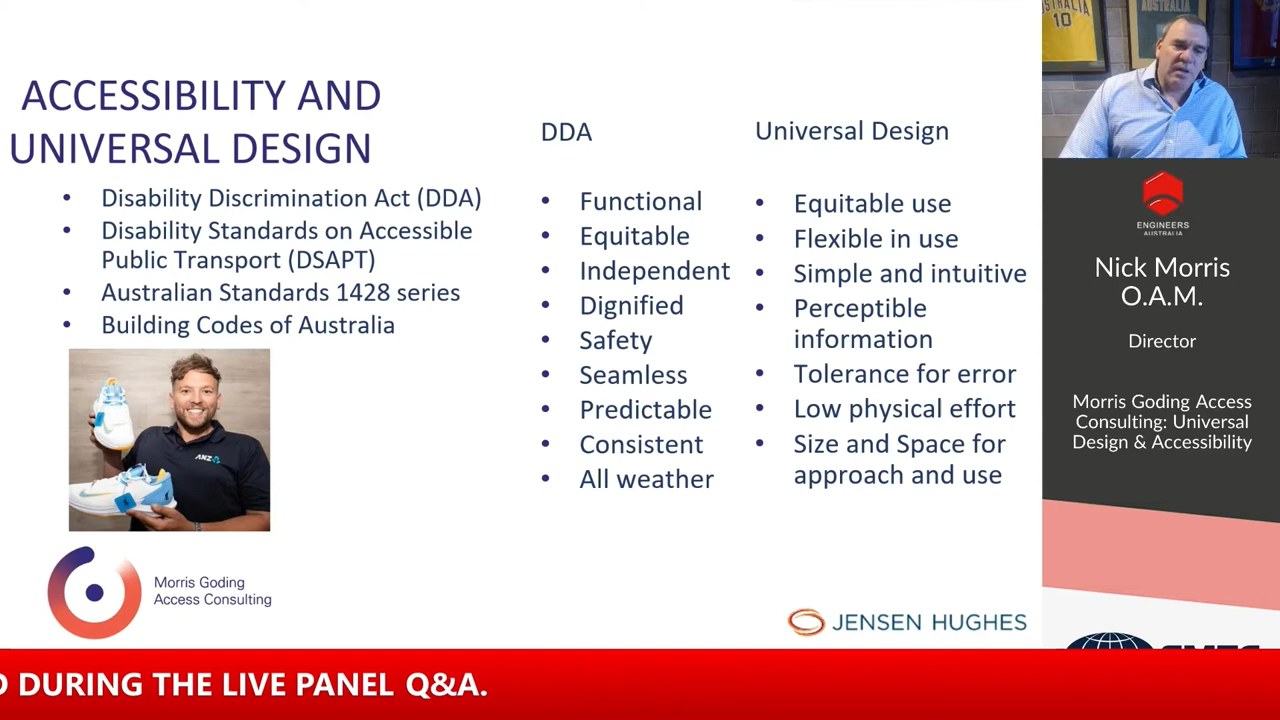 ACCESSIBILITY AND
UNIVERSAL DESIGN
• Disability Discrimination Act (DDA)
• Disability Standards on Accessible
Public Transport (DSAPT)
• Australian Standards 1428 series
• Building Codes of Australia
ANZ
Morris Goding
Access Consulting
DDA
• Functional
• Equitable
• Independent
• Dignified
• Safety
• Seamless
• Predictable
• Consistent
• All weather
Universal Design
• Equitable use
• Flexible in use
• Simple and intuitive
• Perceptible
information
• Tolerance for error
• Low physical effort
• Size and Space for
approach and use
JENSEN HUGHES
AUSTRALIA
10
ENGINEERS
AUSTRALIA
Nick Morris
O.A.M.
Director
Morris Goding Access
Consulting: Universal
Design & Accessibility
DURING THE LIVE PANEL Q&A.